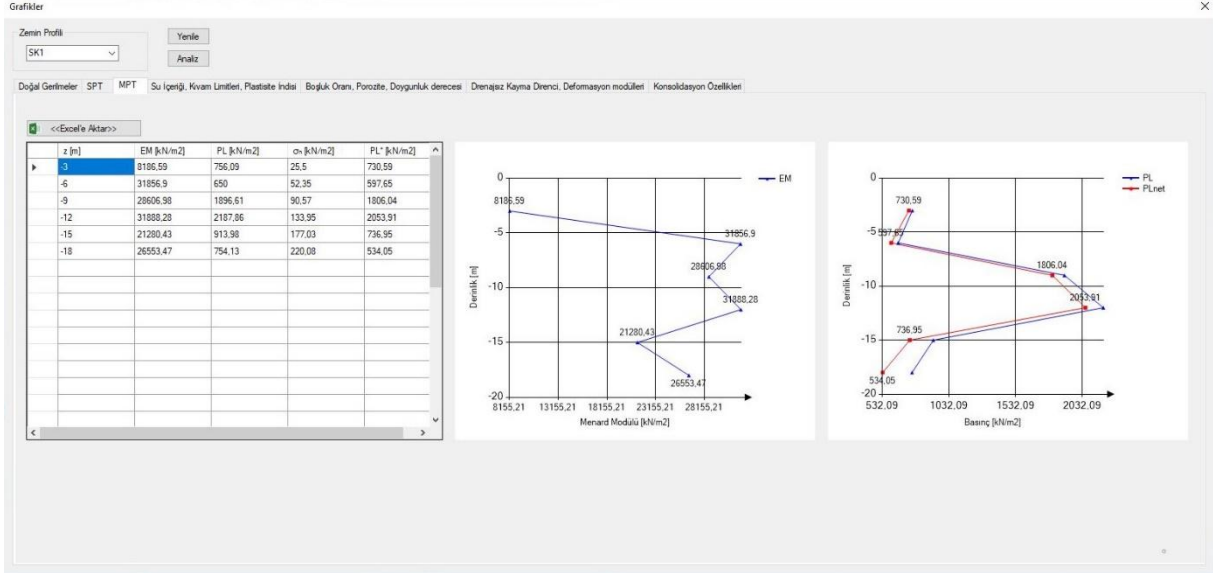 Grafikler
Zemin Profili
SK1
Yenile
Analiz
Doğal Gerilmeler SPT MPT Su İçeriği, Kıvam Limitleri, Plastisite İndisi Boşluk Oranı, Porozite, Doygunluk derecesi Drenajsız Kayma Direnci, Deformasyon modülleri Konsolidasyon Özellikleri
<<Excel'e Aktar>>
z [m] EM [kN/m2] PL [kN/m2] σₕ [kN/m2] PL* [kN/m2]
-3 8186,59 756,09 25,5 730,59
-6 31856,9 650 52,35 597,65
-9 28606,98 1896,61 90,57 1806,04
-12 31888,28 2187,86 133,95 2053,91
-15 21280,43 913,98 177,03 736,95
-18 26553,47 754,13 220,08 534,05
EM
0
8186,59
-5
31856,9
28606,98
-10
31888,28
21280,43
-15
26553,47
-20
8155,21 13155,21 18155,21 23155,21 28155,21
Derinlik [m]
Menard Modülü [kN/m2]
PL
PLnet
0
730,59
-5
597,65
1806,04
-10
2053,91
736,95
-15
534,05
-20
532,09 1032,09 1532,09 2032,09
Derinlik [m]
Basınç [kN/m2]